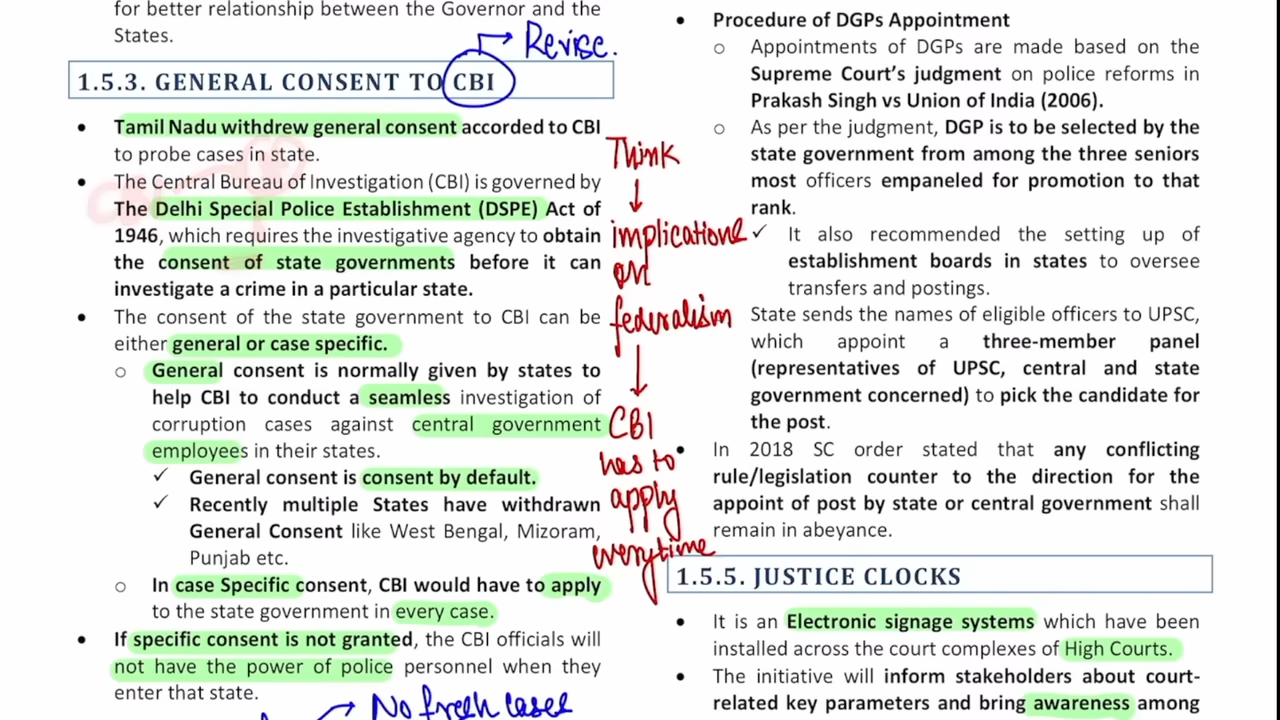 for better relationship between the Governor and the
States.
Revise.
1.5.3. GENERAL CONSENT TO CBI
• Tamil Nadu withdrew general consent accorded to CBI
to probe cases in state.
• The Central Bureau of Investigation (CBI) is governed by
The Delhi Special Police Establishment (DSPE) Act of
1946, which requires the investigative agency to obtain
the consent of state governments before it can
investigate a crime in a particular state.
• The consent of the state government to CBI can be
either general or case specific.
o General consent is normally given by states to
help CBI to conduct a seamless investigation of
corruption cases against central government
employees in their states.
✓ General consent is consent by default.
✓ Recently multiple States have withdrawn
General Consent like West Bengal, Mizoram,
Punjab etc.
o In case Specific consent, CBI would have to apply
to the state government in every case.
• If specific consent is not granted, the CBI officials will
not have the power of police personnel when they
enter that state.
No fresh cases
Think
implications
on
federalism
CBI
has to
apply
everytime
• Procedure of DGPs Appointment
o Appointments of DGPs are made based on the
Supreme Court's judgment on police reforms in
Prakash Singh vs Union of India (2006).
o As per the judgment, DGP is to be selected by the
state government from among the three seniors
most officers empaneled for promotion to that
rank.
✓ It also recommended the setting up of
establishment boards in states to oversee
transfers and postings.
State sends the names of eligible officers to UPSC,
which appoint a three-member panel
(representatives of UPSC, central and state
government concerned) to pick the candidate for
the post.
• In 2018 SC order stated that any conflicting
rule/legislation counter to the direction for the
appoint of post by state or central government shall
remain in abeyance.
1.5.5. JUSTICE CLOCKS
• It is an Electronic signage systems which have been
installed across the court complexes of High Courts.
• The initiative will inform stakeholders about court-
related key parameters and bring awareness among